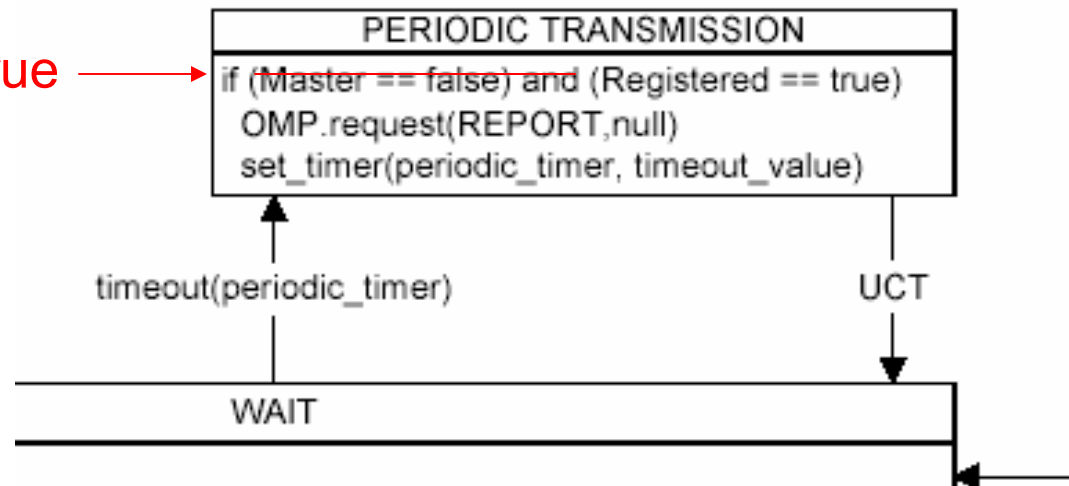 PERIODIC TRANSMISSION
ue
if (Master == false) and (Registered == true)
OMP.request(REPORT,null)
set_timer(periodic_timer, timeout_value)
timeout(periodic_timer)
UCT
WAIT